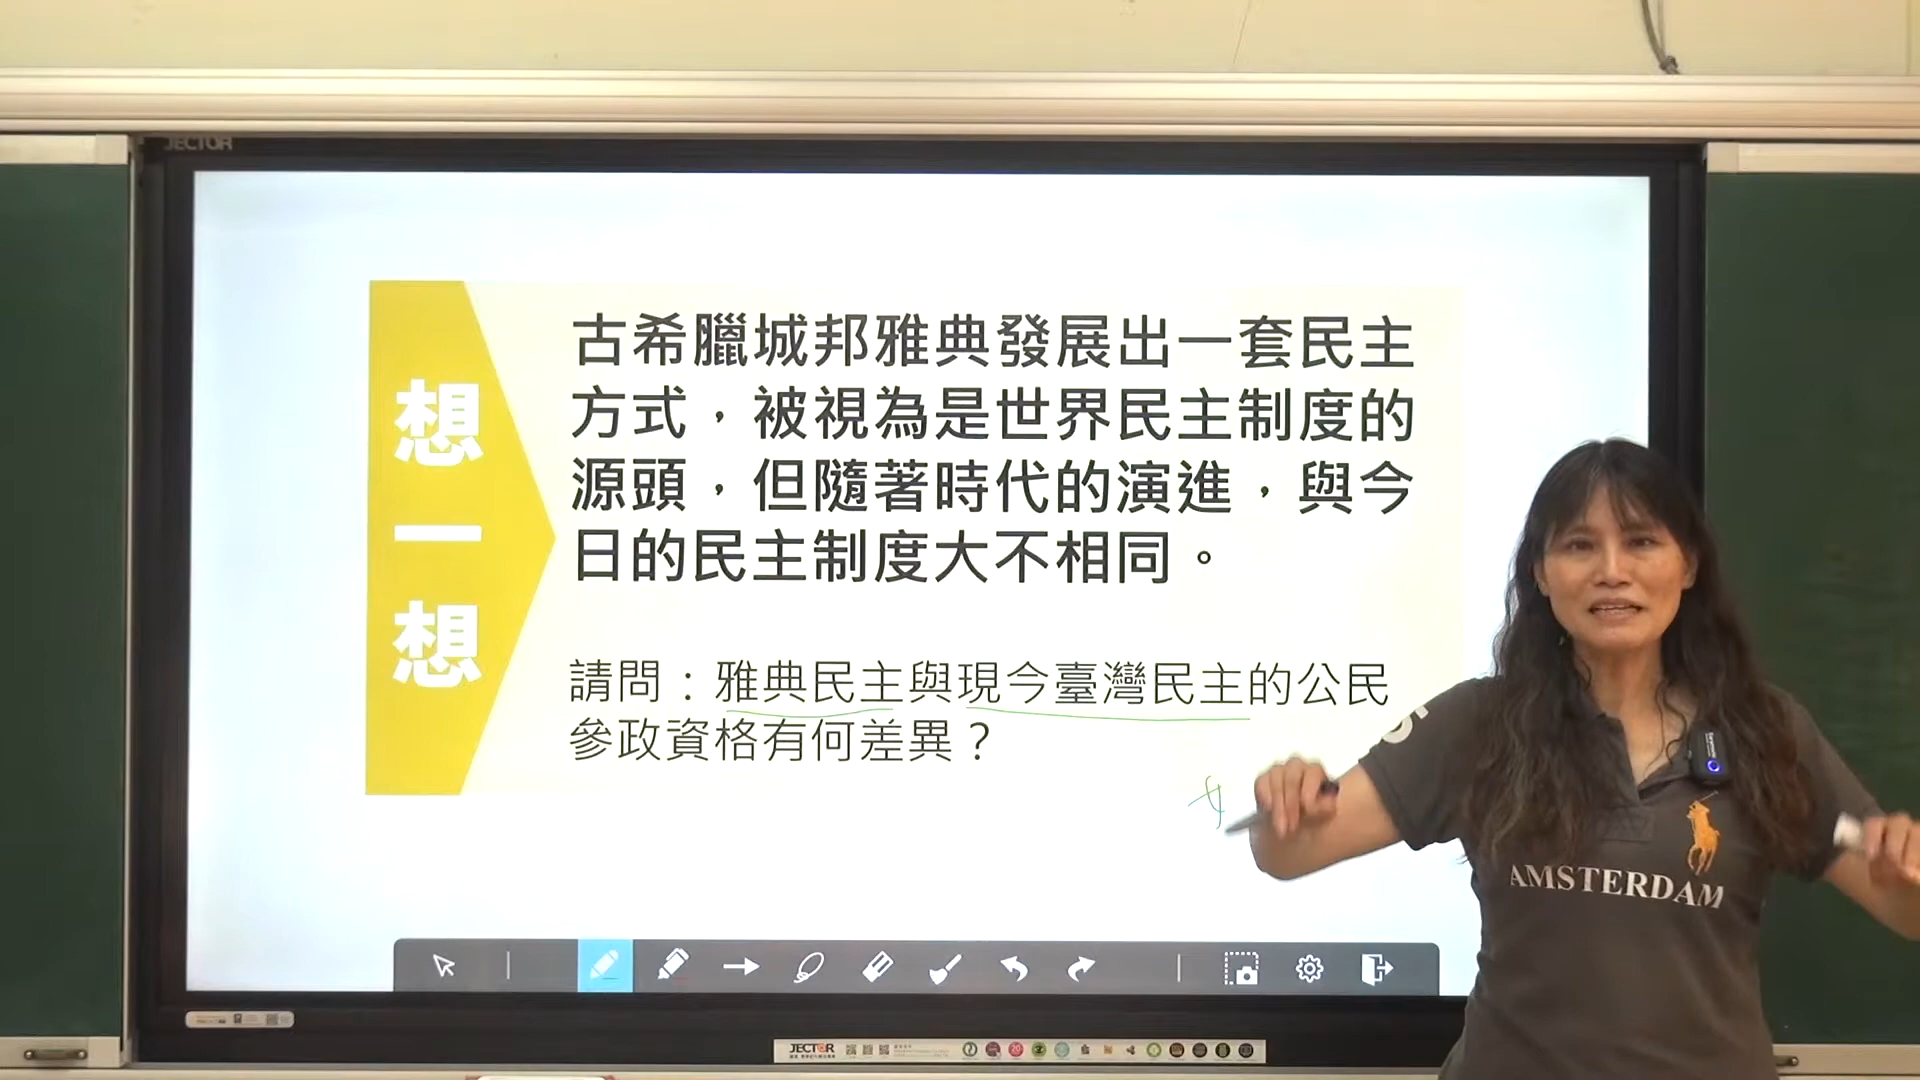 JECTOR
想一想
古希臘城邦雅典發展出一套民主
方式，被視為是世界民主制度的
源頭，但隨著時代的演進，與今
日的民主制度大不相同。
請問：雅典民主與現今臺灣民主的公民
參政資格有何差異？
AMSTERDAM
JECTOR